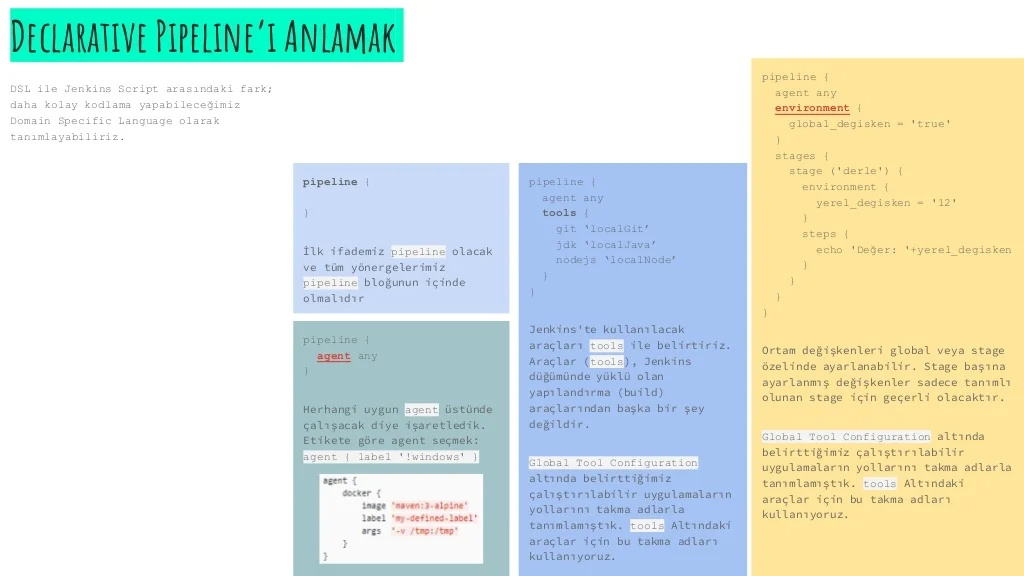 Declarative Pipeline’ı Anlamak
DSL ile Jenkins Script arasındaki fark;
daha kolay kodlama yapabileceğimiz
Domain Specific Language olarak
tanımlayabiliriz.
pipeline {
}
İlk ifademiz pipeline olacak
ve tüm yönergelerimiz
pipeline bloğunun içinde
olmalıdır
pipeline {
agent any
}
Herhangi uygun agent üstünde
çalışacak diye işaretledik.
Etikete göre agent seçmek:
agent { label '!windows' }
agent {
docker {
image 'maven:3-alpine'
label 'my-defined-label'
args '-v /tmp:/tmp'
}
}
pipeline {
agent any
tools {
git ‘localGit’
jdk ‘localJava’
nodejs ‘localNode’
}
}
Jenkins'te kullanılacak
araçları tools ile belirtiriz.
Araçlar (tools), Jenkins
düğümünde yüklü olan
yapılandırma (build)
araçlarından başka bir şey
değildir.
Global Tool Configuration
altında belirttiğimiz
çalıştırılabilir uygulamaların
yollarını takma adlarla
tanımlamıştık. tools Altındaki
araçlar için bu takma adları
kullanıyoruz.
pipeline {
agent any
environment {
global_degisken = 'true'
}
stages {
stage ('derle') {
environment {
yerel_degisken = '12'
}
steps {
echo 'Değer: '+yerel_degisken
}
}
}
}
Ortam değişkenleri global veya stage
özelinde ayarlanabilir. Stage başına
ayarlanmış değişkenler sadece tanımlı
olunan stage için geçerli olacaktır.
Global Tool Configuration altında
belirttiğimiz çalıştırılabilir
uygulamaların yollarını takma adlarla
tanımlamıştık. tools Altındaki
araçlar için bu takma adları
kullanıyoruz.